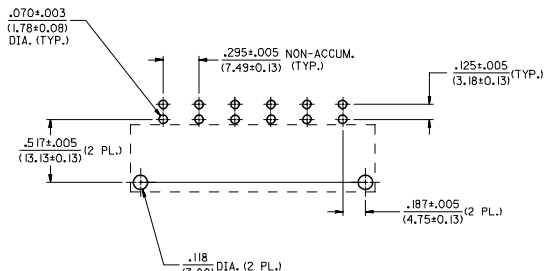 .070±.003
(1.78±0.08)
DIA. (TYP.)
.295±.005 NON-ACCUM.
(7.49±0.13) (TYP.)
.125±.005 (TYP.)
(3.18±0.13)
.517±.005 (2 PL.)
(13.13±0.13)
.187±.005 (2 PL.)
(4.75±0.13)
.118 DIA. (2 PL.)